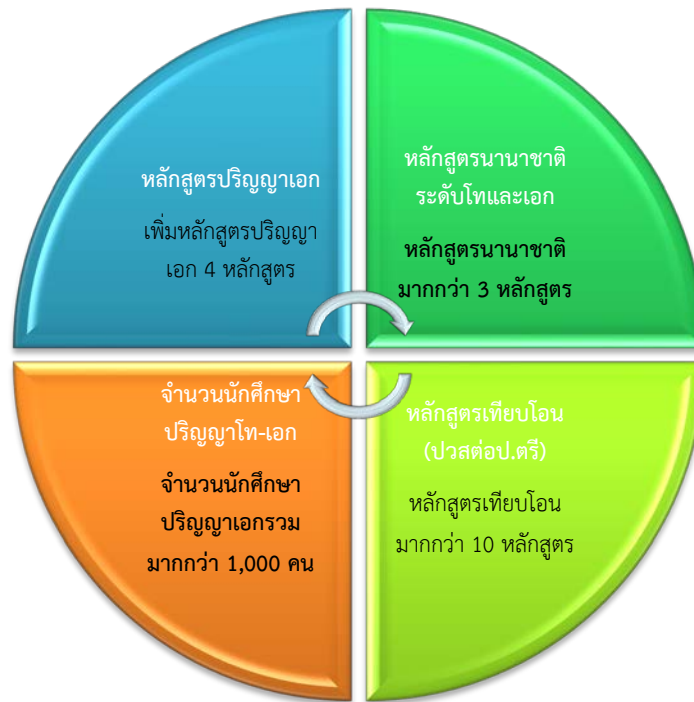 หลักสูตรปริญญาเอก
เพิ่มหลักสูตรปริญญา
เอก 4 หลักสูตร
หลักสูตรนานาชาติ
ระดับโทและเอก
หลักสูตรนานาชาติ
มากกว่า 3 หลักสูตร
จำนวนนักศึกษา
ปริญญาโท-เอก
จำนวนนักศึกษา
ปริญญาเอกรวม
มากกว่า 1,000 คน
หลักสูตรเทียบโอน
(ปวสต่อป.ตรี)
หลักสูตรเทียบโอน
มากกว่า 10 หลักสูตร